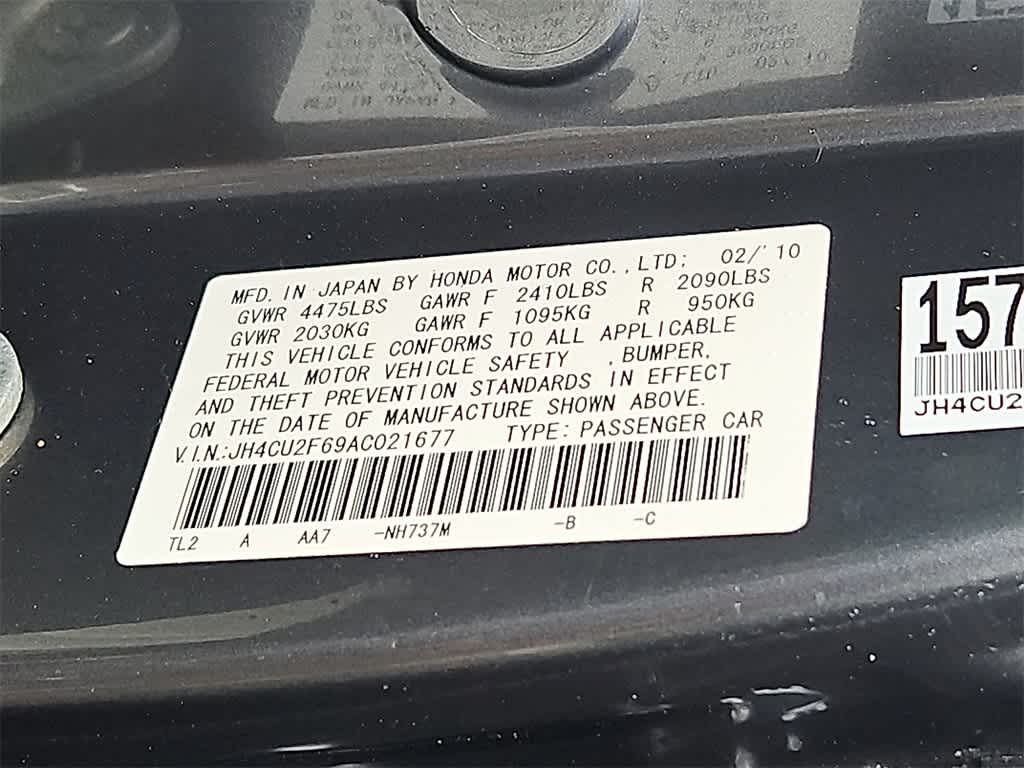 MFD. IN JAPAN BY HONDA MOTOR CO.,LTD; 02/'10
GVWR 4475LBS GAWR F 2410LBS R 2090LBS
GVWR 2030KG GAWR F 1095KG R 950KG
THIS VEHICLE CONFORMS TO ALL APPLICABLE
FEDERAL MOTOR VEHICLE SAFETY , BUMPER,
AND THEFT PREVENTION STANDARDS IN EFFECT
ON THE DATE OF MANUFACTURE SHOWN ABOVE.
V.I.N.:JH4CU2F69AC021677 TYPE: PASSENGER CAR
TL2 A AA7 -NH737M -B -C
157
JH4CU2